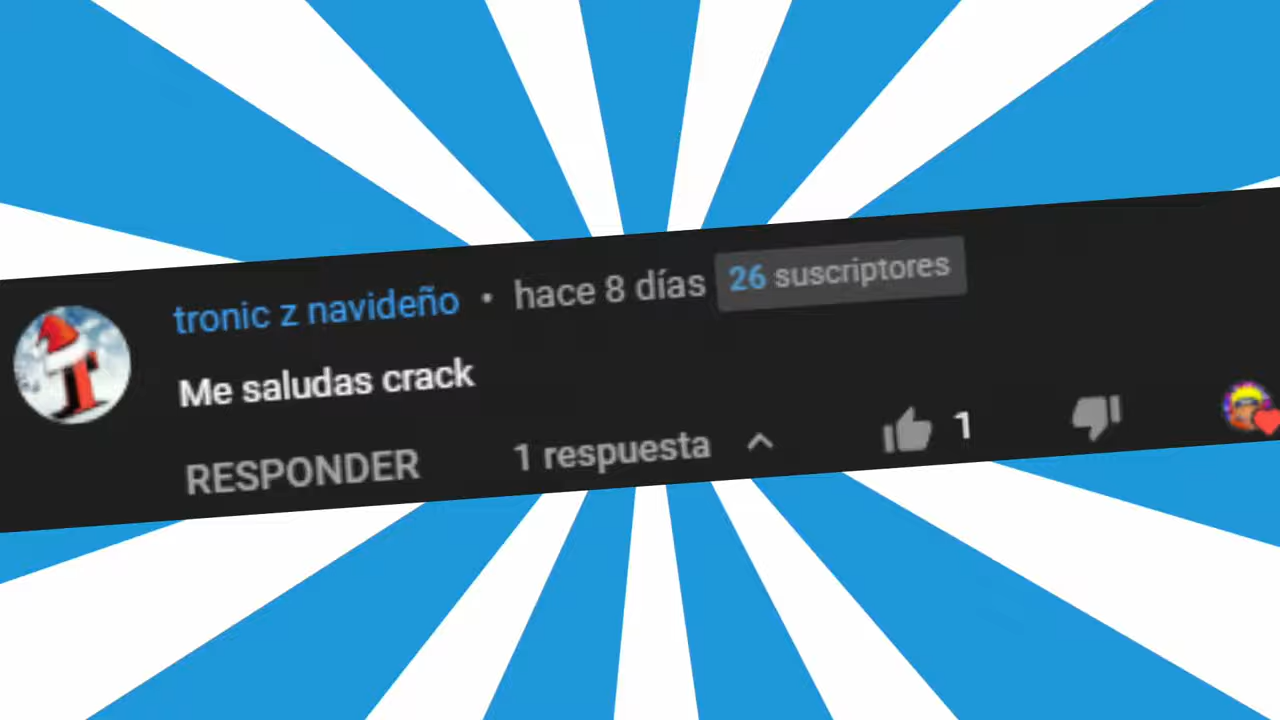 tronic z navideño • hace 8 días 26 suscriptores
Me saludas crack
RESPONDER 1 respuesta 1